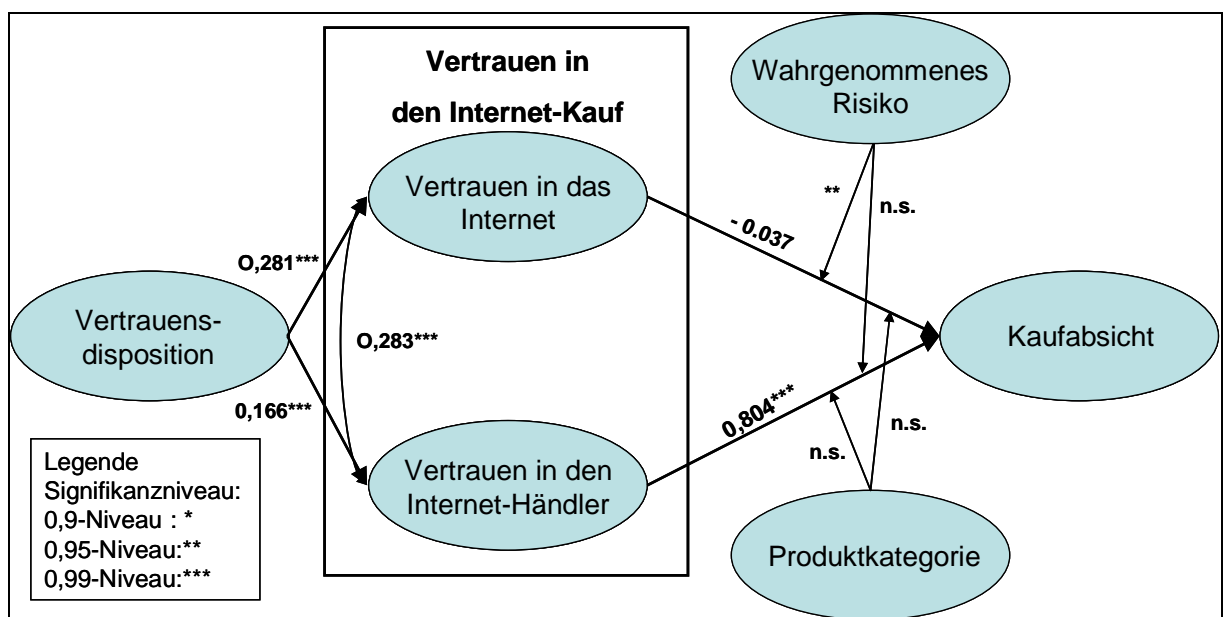 Vertrauen in
den Internet-Kauf
Wahrgenommenes
Risiko
Vertrauen in das
Internet
**
n.s.
- 0.037
O,281***
Vertrauens-
disposition
O,283***
Kaufabsicht
0,166***
0,804***
n.s.
n.s.
Vertrauen in den
Internet-Händler
Produktkategorie
Legende
Signifikanzniveau:
0,9-Niveau : *
0,95-Niveau:**
0,99-Niveau:***